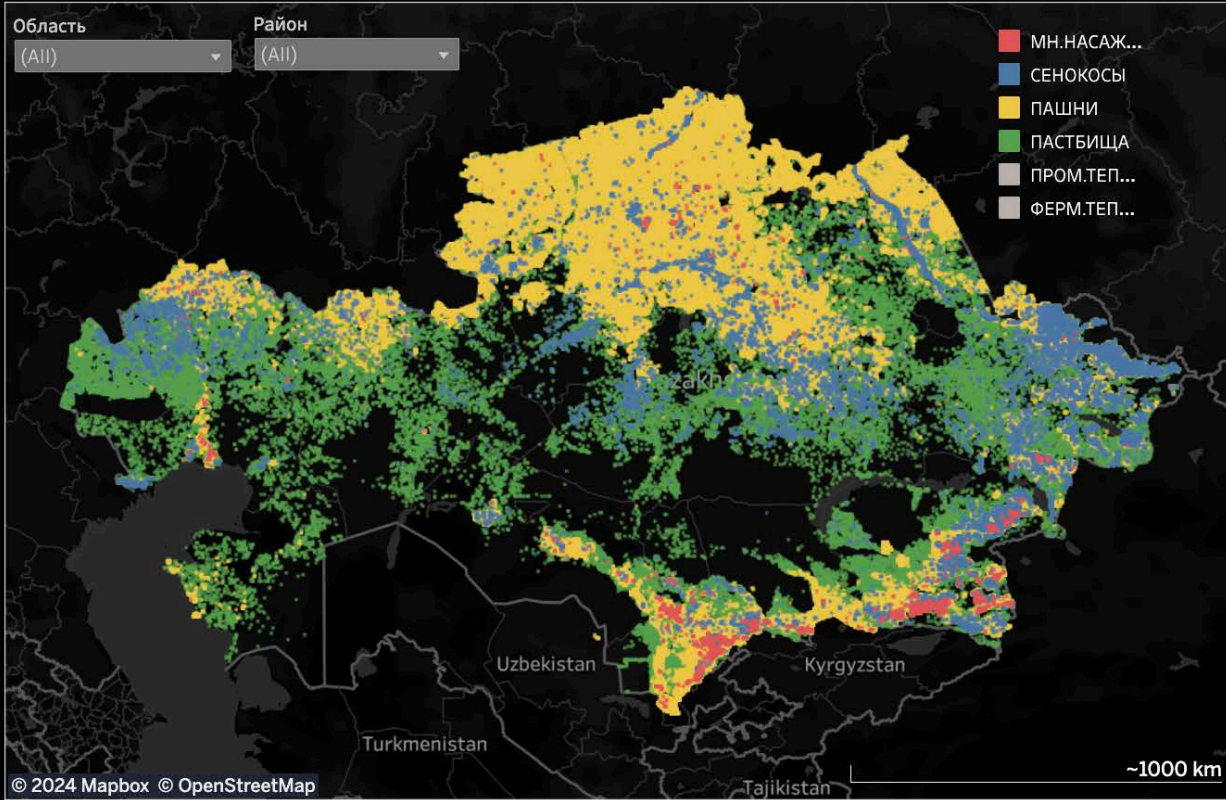 Область
Район
(All)
(All)
МН.НАСАЖ...
СЕНОКОСЫ
ПАШНИ
ПАСТБИЩА
ПРОМ.ТЕП...
ФЕРМ.ТЕП...
zakh
Uzbekistan
Kyrgyzstan
Turkmenistan
Tajikistan
~1000 km
© 2024 Mapbox © OpenStreetMap